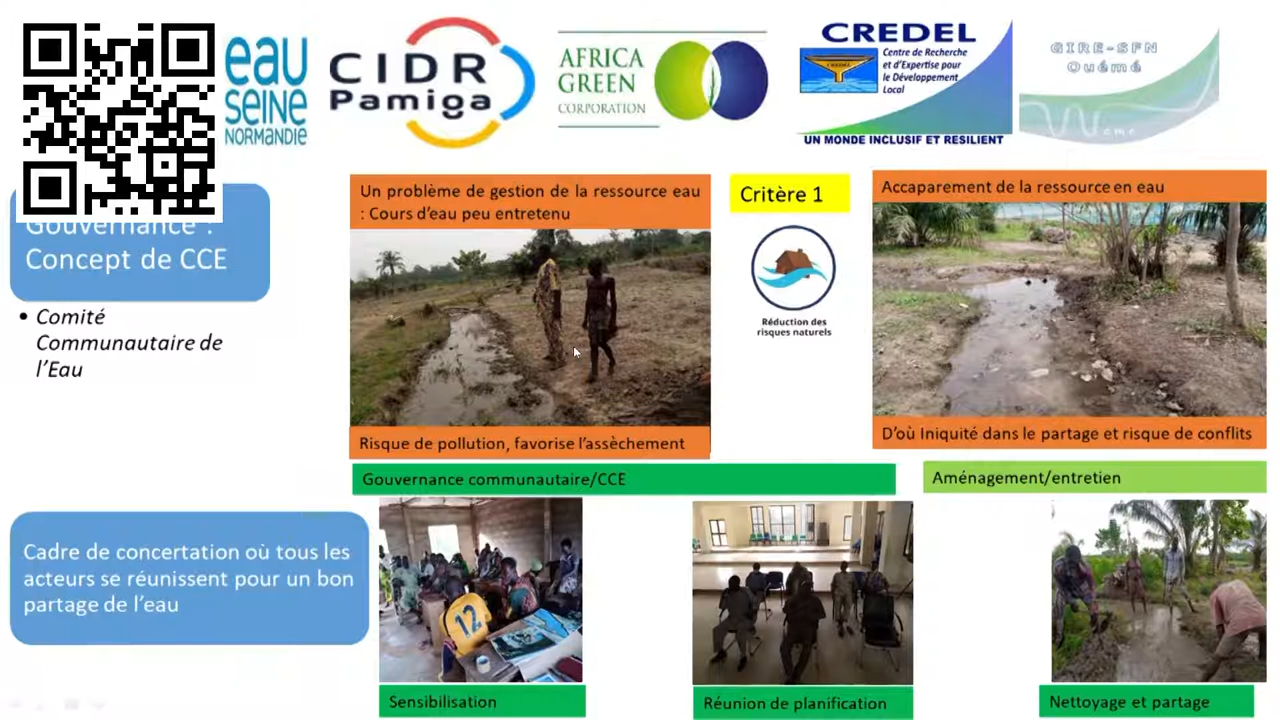 eau
SEINE
NORMANDIE
CIDR
Pamiga
AFRICA
GREEN
CORPORATION
CREDEL
Centre de Recherche
et d'Expertise pour
le Développement
Local
CREDEL
UN MONDE INCLUSIF ET RESILIENT
GIRE-SFN
Ouémé
Gouvernance :
Concept de CCE
• Comité
Communautaire de
l'Eau
Un problème de gestion de la ressource eau
: Cours d'eau peu entretenu
Risque de pollution, favorise l'assèchement
Critère 1
Réduction des
risques naturels
Accaparement de la ressource en eau
D'où Iniquité dans le partage et risque de conflits
Gouvernance communautaire/CCE
Aménagement/entretien
Cadre de concertation où tous les
acteurs se réunissent pour un bon
partage de l'eau
12
Sensibilisation
Réunion de planification
Nettoyage et partage